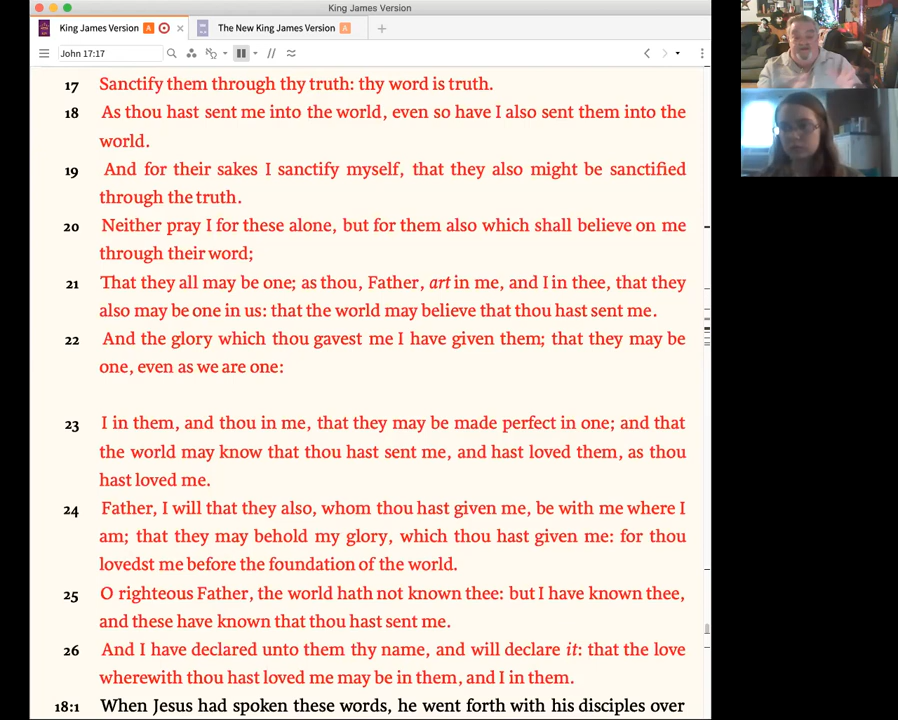 King James Version
King James Version A
The New King James Version A
John 17:17
17 Sanctify them through thy truth: thy word is truth.
18 As thou hast sent me into the world, even so have I also sent them into the
world.
19 And for their sakes I sanctify myself, that they also might be sanctified
through the truth.
20 Neither pray I for these alone, but for them also which shall believe on me
through their word;
21 That they all may be one; as thou, Father, art in me, and I in thee, that they
also may be one in us: that the world may believe that thou hast sent me.
22 And the glory which thou gavest me I have given them; that they may be
one, even as we are one:
23 I in them, and thou in me, that they may be made perfect in one; and that
the world may know that thou hast sent me, and hast loved them, as thou
hast loved me.
24 Father, I will that they also, whom thou hast given me, be with me where I
am; that they may behold my glory, which thou hast given me: for thou
lovedst me before the foundation of the world.
25 O righteous Father, the world hath not known thee: but I have known thee,
and these have known that thou hast sent me.
26 And I have declared unto them thy name, and will declare it: that the love
wherewith thou hast loved me may be in them, and I in them.
18:1 When Jesus had spoken these words, he went forth with his disciples over